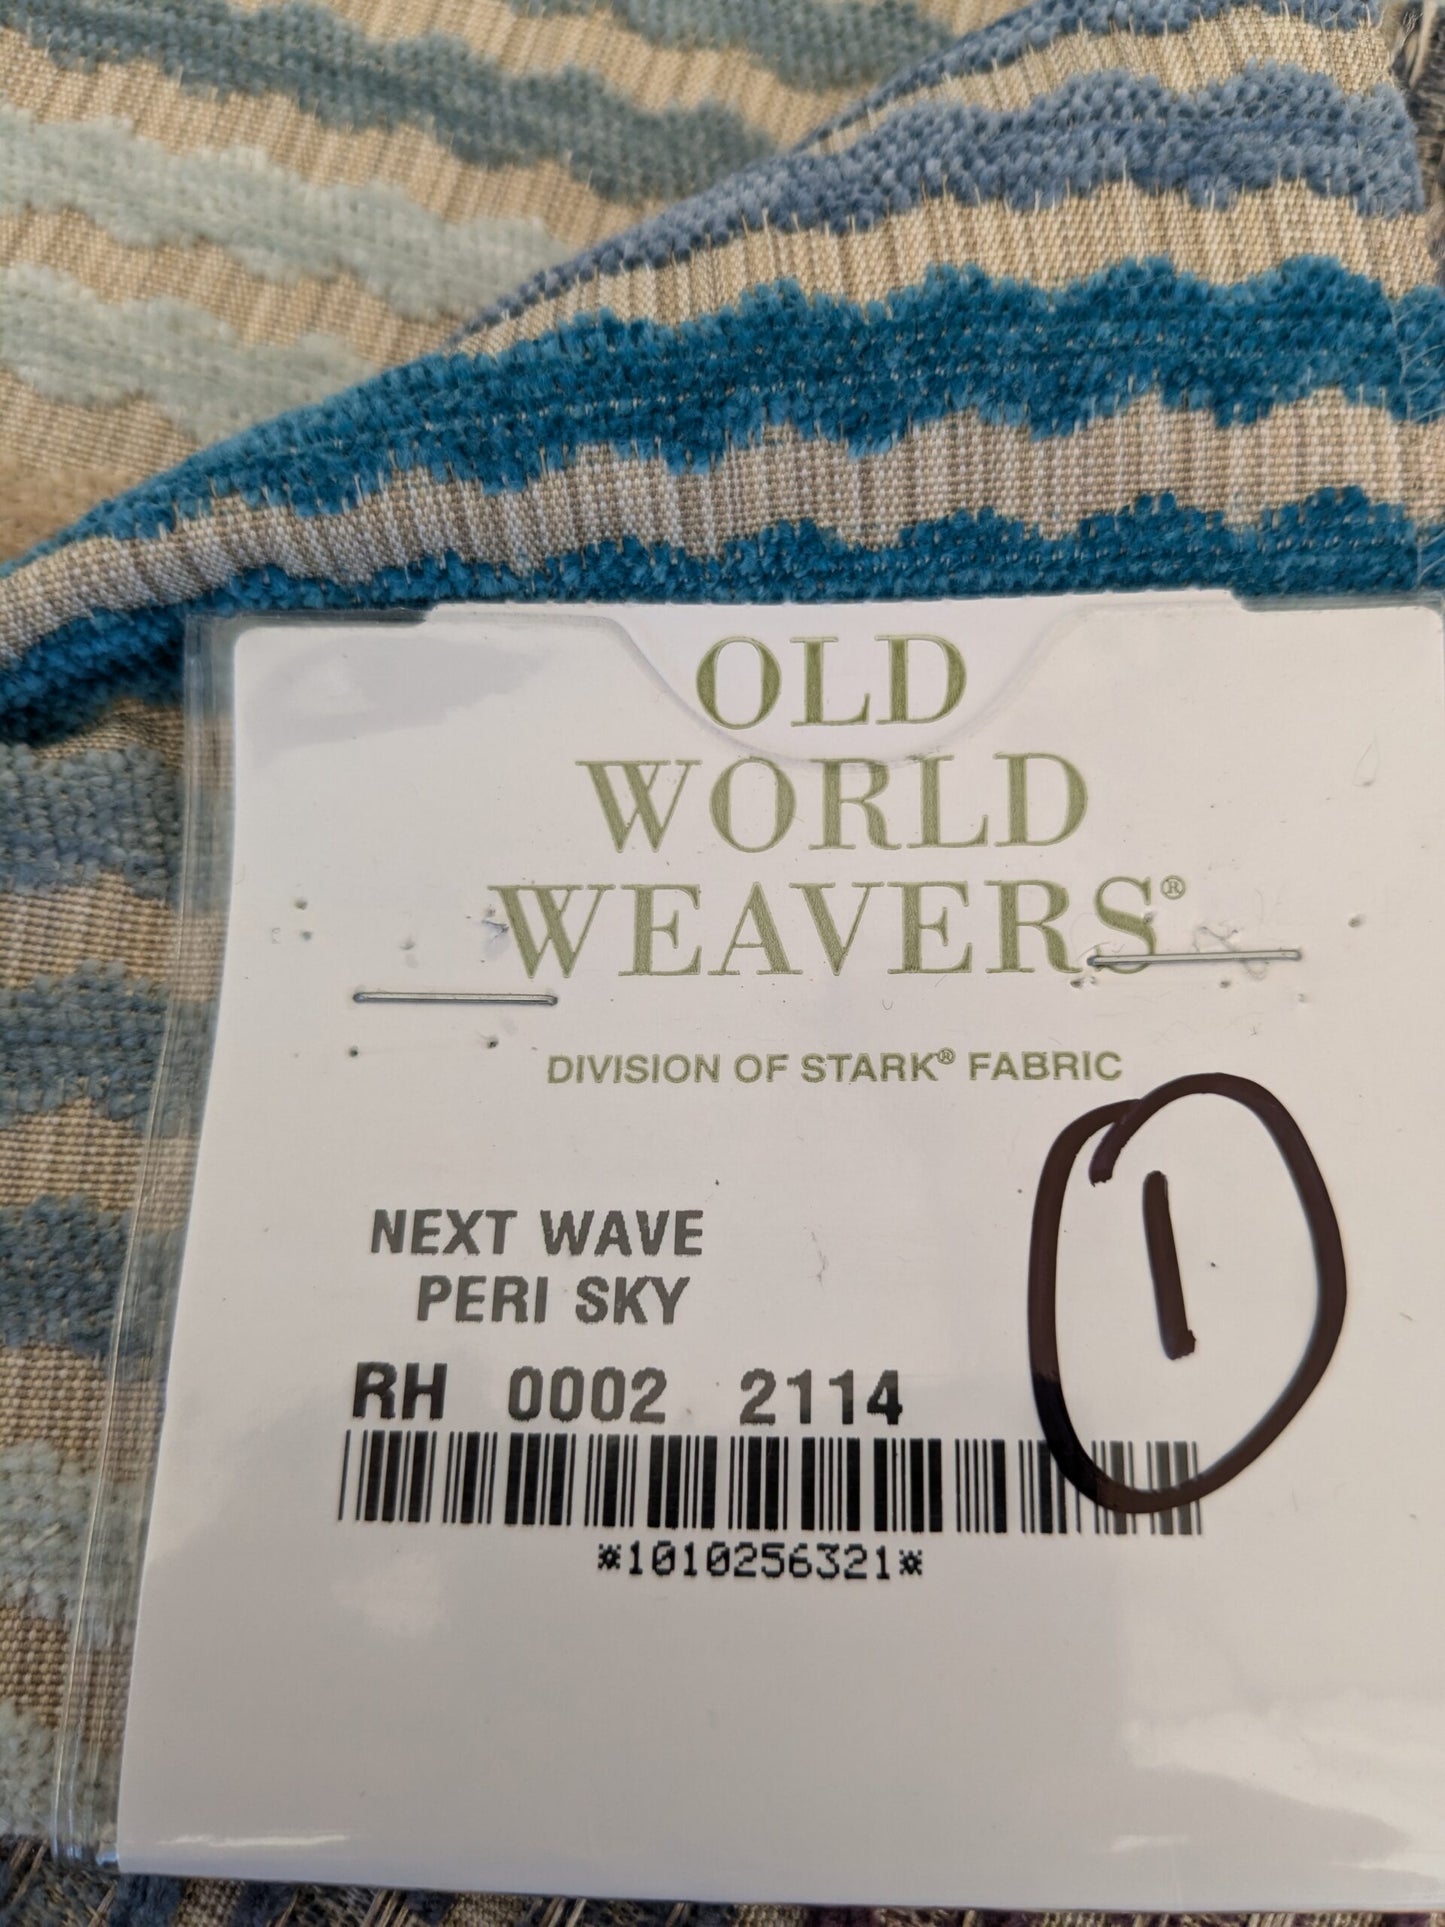 OLD
WORLD
WEAVERS®
DIVISION OF STARK® FABRIC
1
NEXT WAVE
PERI SKY
RH 0002 2114
*1010256321*